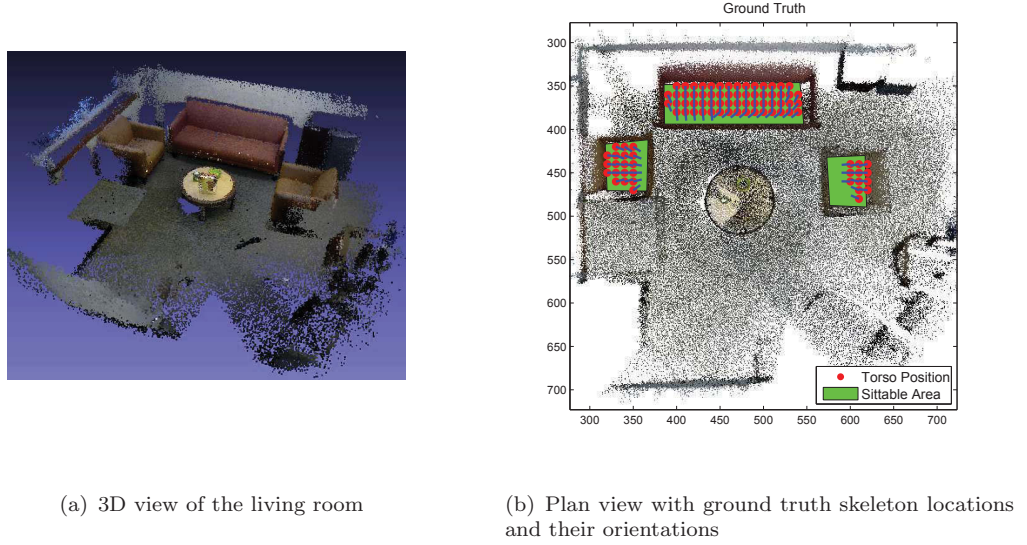 Ground Truth
300
350
400
450
500
550
600
650
700
Torso Position
Sittable Area
300 350 400 450 500 550 600 650 700
(a) 3D view of the living room
(b) Plan view with ground truth skeleton locations
and their orientations